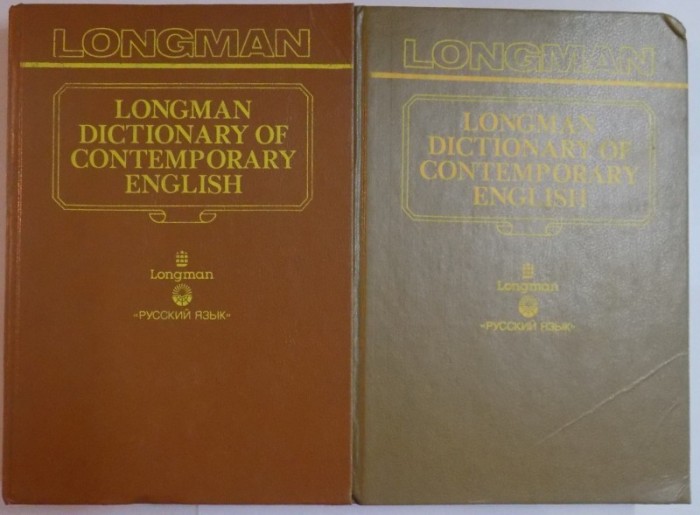 LONGMAN
LONGMAN
DICTIONARY OF
CONTEMPORARY
ENGLISH
Longman
«РУССКИЙ ЯЗЫК»
LONGMAN
LONGMAN
DICTIONARY OF
CONTEMPORARY
ENGLISH
Longman
«РУССКИЙ ЯЗЫК»